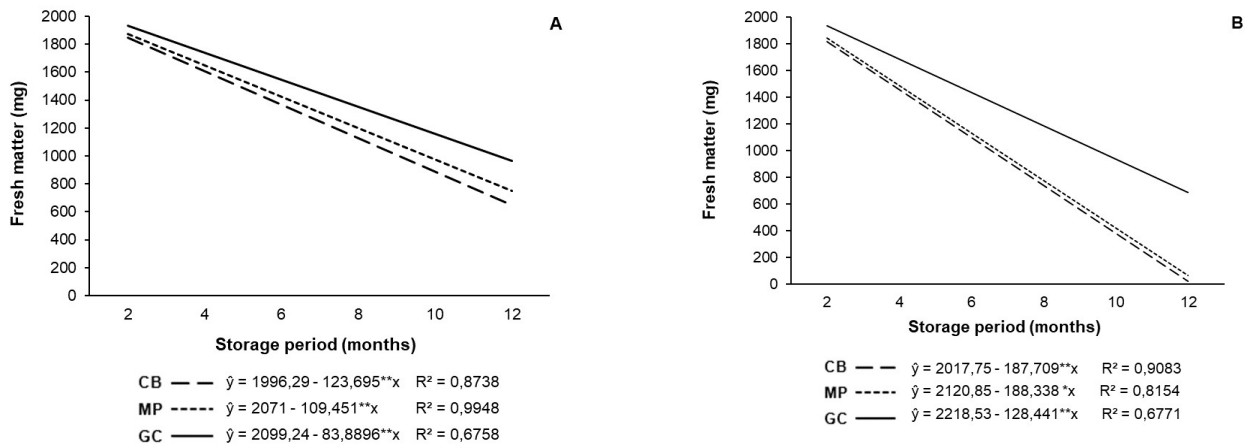 A
Fresh matter (mg)
2000
1800
1600
1400
1200
1000
800
600
400
200
0
2 4 6 8 10 12
Storage period (months)
CB ŷ = 1996,29 - 123,695**x R² = 0,8738
MP ŷ = 2071 - 109,451**x R² = 0,9948
GC ŷ = 2099,24 - 83,8896**x R² = 0,6758
B
Fresh matter (mg)
2000
1800
1600
1400
1200
1000
800
600
400
200
0
2 4 6 8 10 12
Storage period (months)
CB ŷ = 2017,75 - 187,709**x R² = 0,9083
MP ŷ = 2120,85 - 188,338 *x R² = 0,8154
GC ŷ = 2218,53 - 128,441**x R² = 0,6771